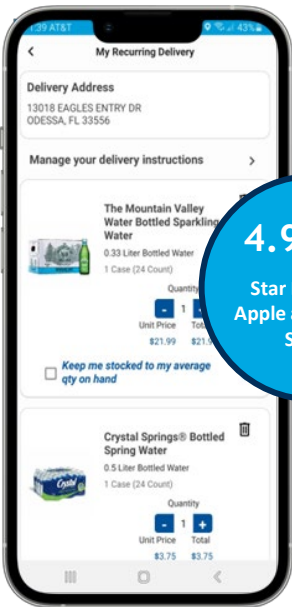 1:39 AT&T
43%
My Recurring Delivery
Delivery Address
13018 EAGLES ENTRY DR
ODESSA, FL 33556
Manage your delivery instructions
The Mountain Valley
Water Bottled Sparkling
Water
0.33 Liter Bottled Water
1 Case (24 Count)
Quantity
- 1
Unit Price
$21.99
Keep me stocked to my average
qty on hand
4.9
Star
Apple
Crystal Springs® Bottled
Spring Water
0.5 Liter Bottled Water
1 Case (24 Count)
Quantity
- 1 +
Unit Price Total
$3.75 $3.75
Crystal